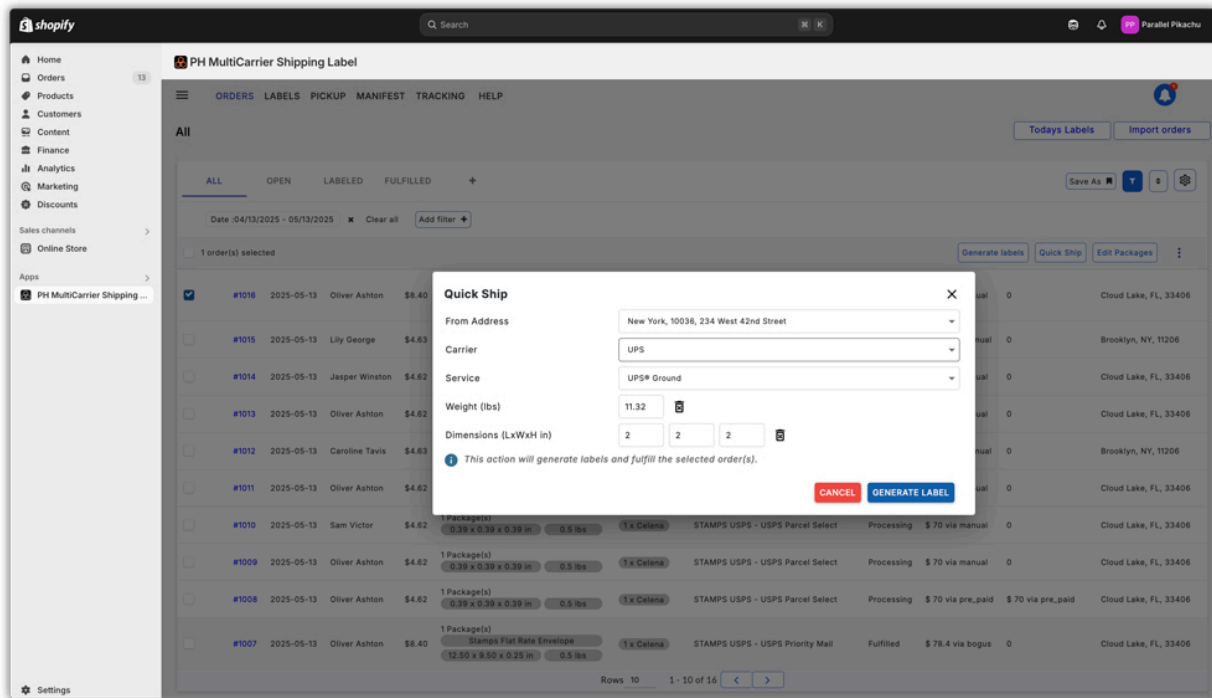 shopify
Search
⌘ K
PP Parallel Pikachu
Home
Orders 13
Products
Customers
Content
Finance
Analytics
Marketing
Discounts
Sales channels
Online Store
Apps
PH MultiCarrier Shipping ...
Settings
PH MultiCarrier Shipping Label
ORDERS LABELS PICKUP MANIFEST TRACKING HELP
All
Todays Labels Import orders
ALL OPEN LABELED FULFILLED +
Save As
Date :04/13/2025 - 05/13/2025 Clear all Add filter +
1 order(s) selected Generate labels Quick Ship Edit Packages
#1016 2025-05-13 Oliver Ashton $8.40 0 Cloud Lake, FL, 33406
#1015 2025-05-13 Lily George $4.63 0 Brooklyn, NY, 11206
#1014 2025-05-13 Jasper Winston $4.62 0 Cloud Lake, FL, 33406
#1013 2025-05-13 Oliver Ashton $4.62 0 Cloud Lake, FL, 33406
#1012 2025-05-13 Caroline Tavis $4.63 0 Brooklyn, NY, 11206
#1011 2025-05-13 Oliver Ashton $4.62 0 Cloud Lake, FL, 33406
1 Package(s)
#1010 2025-05-13 Sam Victor $4.62 0.39 x 0.39 x 0.39 in 0.5 lbs 1 x Celena STAMPS USPS - USPS Parcel Select Processing $ 70 via manual 0 Cloud Lake, FL, 33406
1 Package(s)
#1009 2025-05-13 Oliver Ashton $4.62 0.39 x 0.39 x 0.39 in 0.5 lbs 1 x Celena STAMPS USPS - USPS Parcel Select Processing $ 70 via manual 0 Cloud Lake, FL, 33406
1 Package(s)
#1008 2025-05-13 Oliver Ashton $4.62 0.39 x 0.39 x 0.39 in 0.5 lbs 1 x Celena STAMPS USPS - USPS Parcel Select Processing $ 70 via pre_paid $ 70 via pre_paid Cloud Lake, FL, 33406
1 Package(s)
Stamps Flat Rate Envelope
#1007 2025-05-13 Oliver Ashton $8.40 1 x Celena STAMPS USPS - USPS Priority Mail Fulfilled $ 78.4 via bogus 0 Cloud Lake, FL, 33406
12.50 x 9.50 x 0.25 in 0.5 lbs
Rows 10 1 - 10 of 16
Quick Ship
From Address New York, 10036, 234 West 42nd Street
Carrier UPS
Service UPS® Ground
Weight (lbs) 11.32
Dimensions (LxWxH in) 2 2 2
This action will generate labels and fulfill the selected order(s).
CANCEL GENERATE LABEL